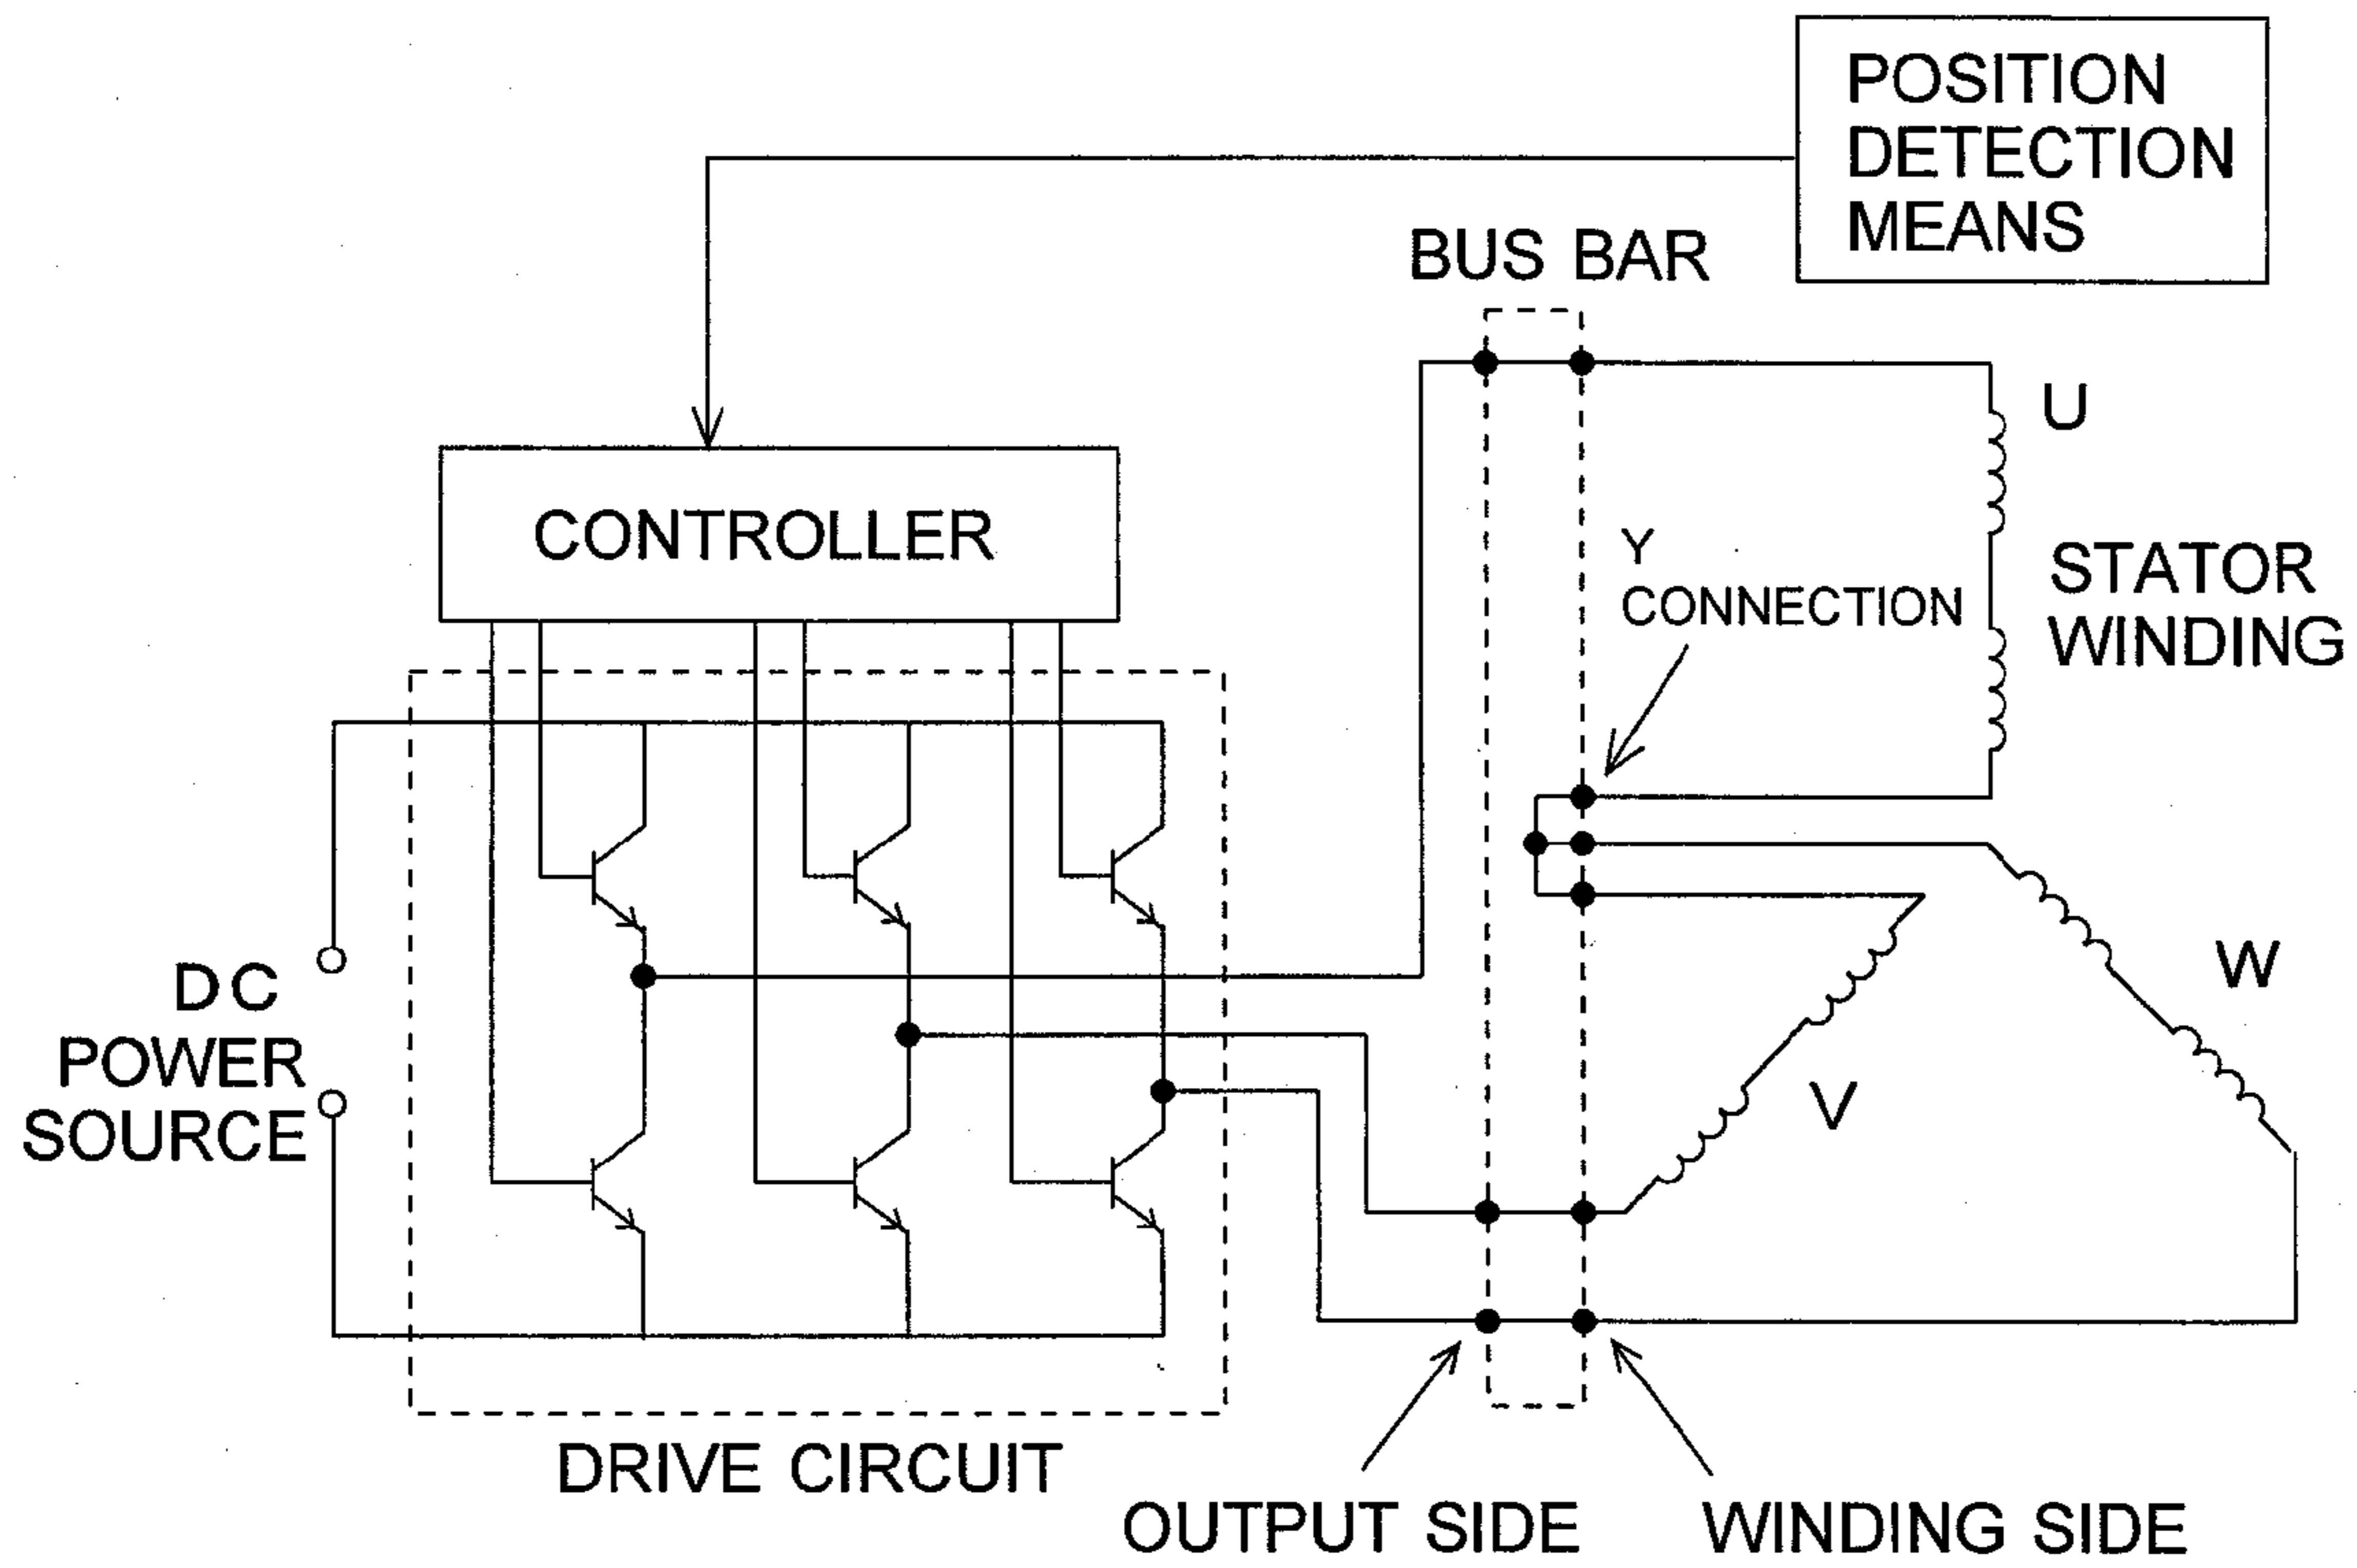 POSITION
DETECTION
MEANS
BUS BAR
U
CONTROLLER
Y
CONNECTION
STATOR
WINDING
DC
POWER
SOURCE
W
V
DRIVE CIRCUIT
OUTPUT SIDE
WINDING SIDE